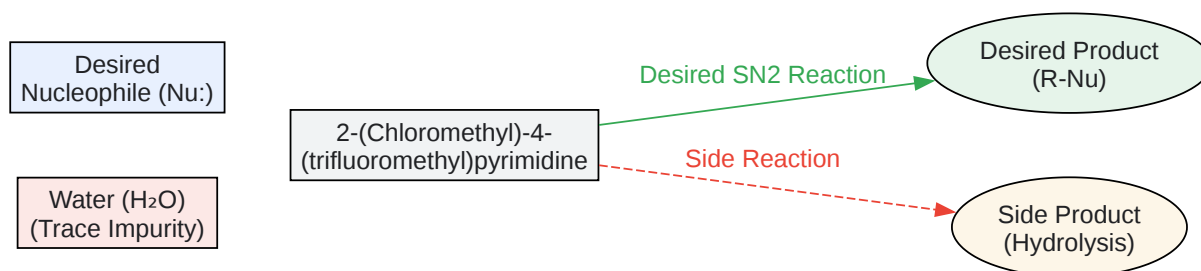 Desired
Nucleophile (Nu:)
Water (H₂O)
(Trace Impurity)
2-(Chloromethyl)-4-
(trifluoromethyl)pyrimidine
Desired SN2 Reaction
Side Reaction
Desired Product
(R-Nu)
Side Product
(Hydrolysis)